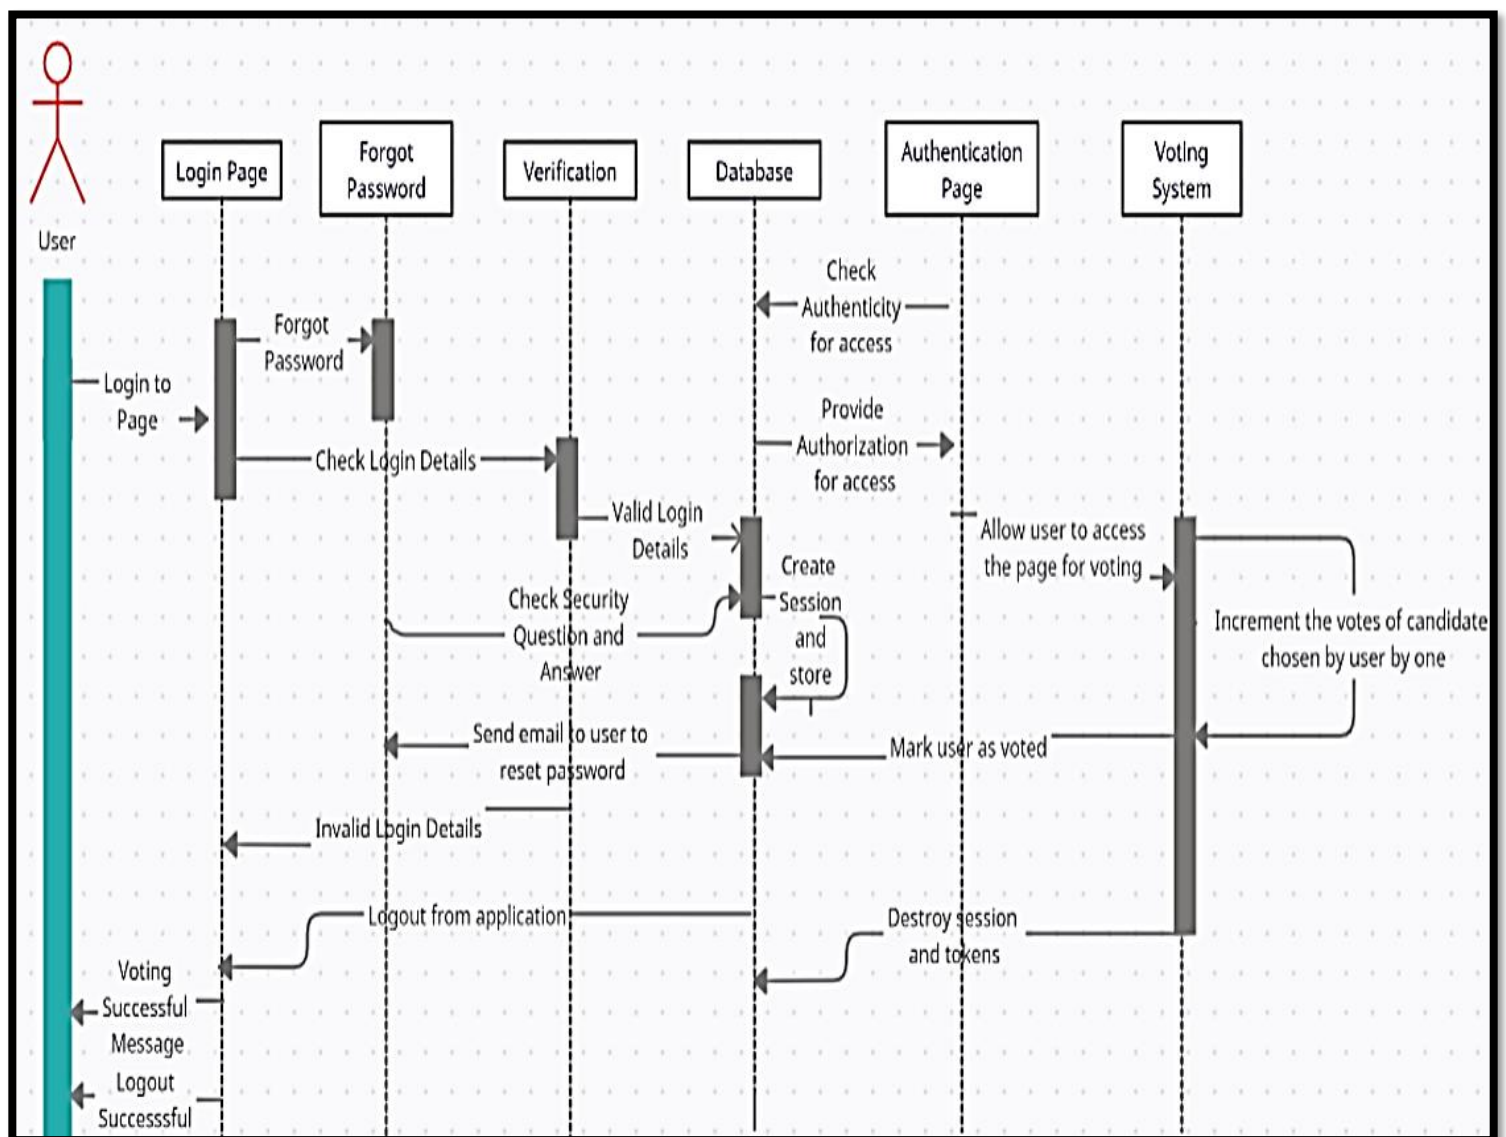 Login Page
Forgot
Password
Verification
Database
Authentication
Page
Voting
System
User
Check
Authenticity
for access
Forgot
Password
Login to
Page
Provide
Authorization
for access
Check Login Details
Valid Login
Details
Allow user to access
the page for voting
Create
Session
and
store
Check Security
Question and
Answer
Increment the votes of candidate
chosen by user by one
Send email to user to
reset password
Mark user as voted
Invalid Login Details
Logout from application
Destroy session
and tokens
Voting
Successful
Message
Logout
Successsful